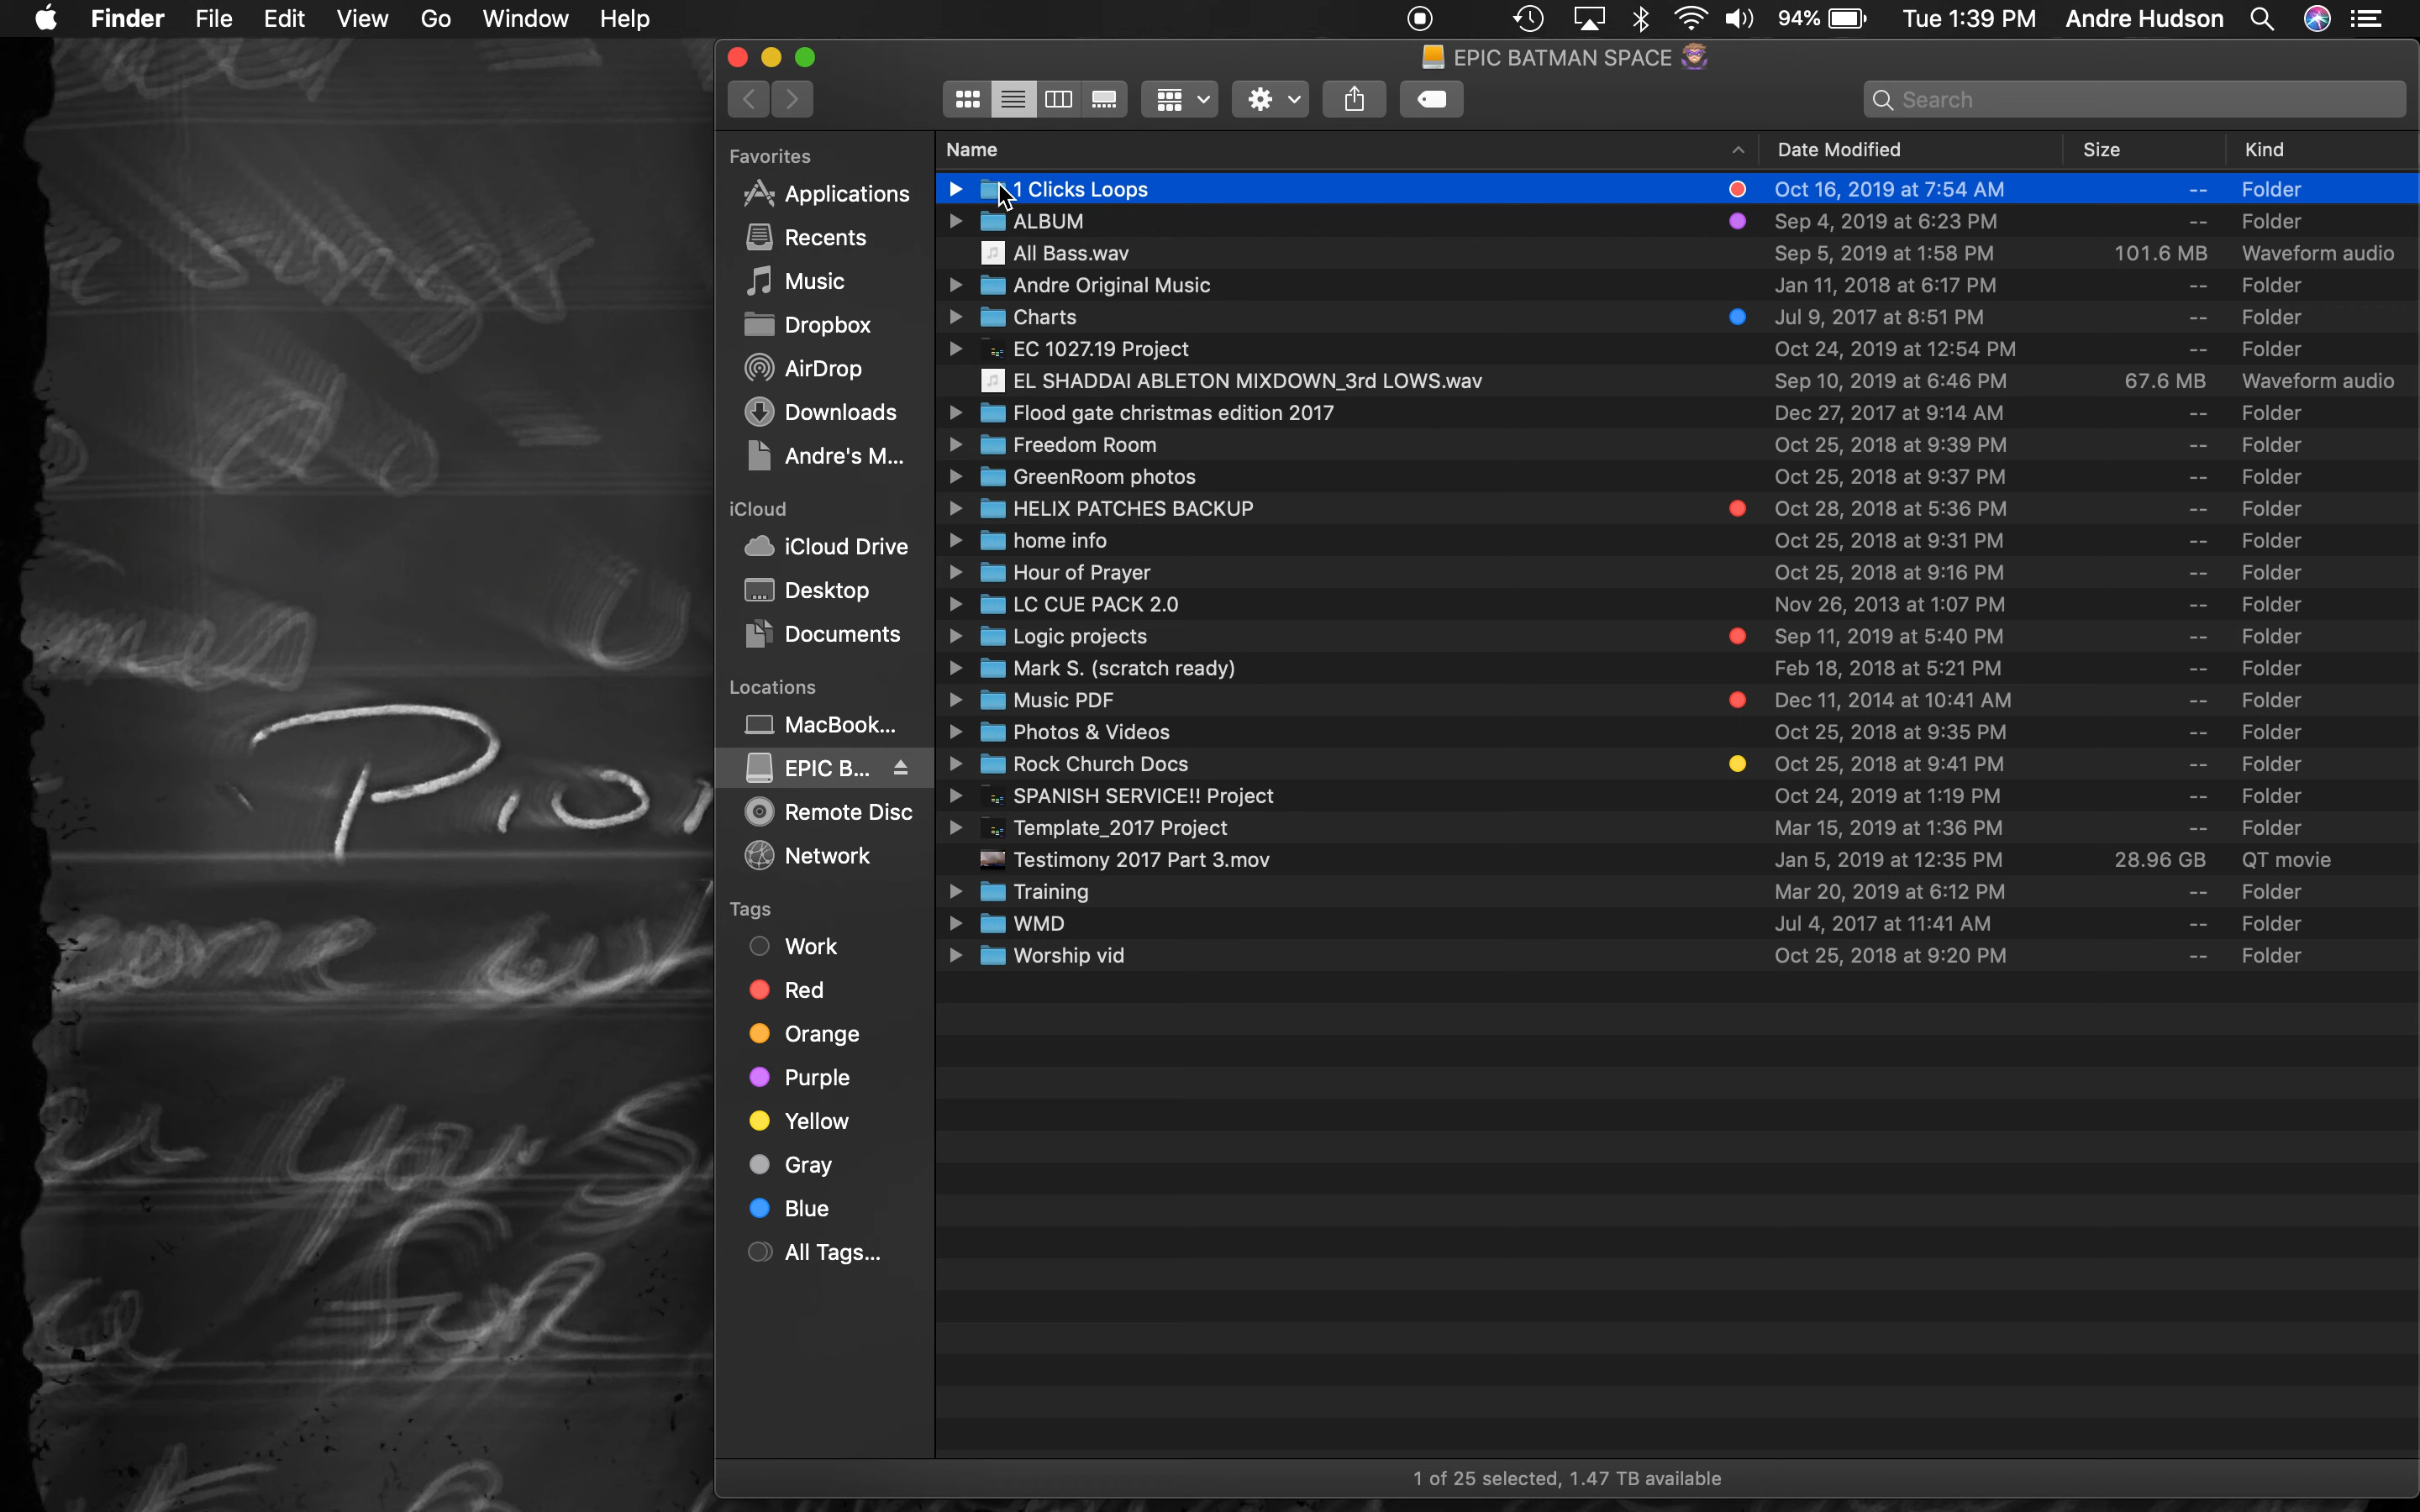 Finder File Edit View Go Window Help 94% Tue 1:39 PM Andre Hudson
EPIC BATMAN SPACE
Search
Favorites
Applications
Recents
Music
Dropbox
AirDrop
Downloads
Andre's M...
iCloud
iCloud Drive
Desktop
Documents
Locations
MacBook...
EPIC B...
Remote Disc
Network
Tags
Work
Red
Orange
Purple
Yellow
Gray
Blue
All Tags...
Name Date Modified Size Kind
1 Clicks Loops Oct 16, 2019 at 7:54 AM -- Folder
ALBUM Sep 4, 2019 at 6:23 PM -- Folder
All Bass.wav Sep 5, 2019 at 1:58 PM 101.6 MB Waveform audio
Andre Original Music Jan 11, 2018 at 6:17 PM -- Folder
Charts Jul 9, 2017 at 8:51 PM -- Folder
EC 1027.19 Project Oct 24, 2019 at 12:54 PM -- Folder
EL SHADDAI ABLETON MIXDOWN_3rd LOWS.wav Sep 10, 2019 at 6:46 PM 67.6 MB Waveform audio
Flood gate christmas edition 2017 Dec 27, 2017 at 9:14 AM -- Folder
Freedom Room Oct 25, 2018 at 9:39 PM -- Folder
GreenRoom photos Oct 25, 2018 at 9:37 PM -- Folder
HELIX PATCHES BACKUP Oct 28, 2018 at 5:36 PM -- Folder
home info Oct 25, 2018 at 9:31 PM -- Folder
Hour of Prayer Oct 25, 2018 at 9:16 PM -- Folder
LC CUE PACK 2.0 Nov 26, 2013 at 1:07 PM -- Folder
Logic projects Sep 11, 2019 at 5:40 PM -- Folder
Mark S. (scratch ready) Feb 18, 2018 at 5:21 PM -- Folder
Music PDF Dec 11, 2014 at 10:41 AM -- Folder
Photos & Videos Oct 25, 2018 at 9:35 PM -- Folder
Rock Church Docs Oct 25, 2018 at 9:41 PM -- Folder
SPANISH SERVICE!! Project Oct 24, 2019 at 1:19 PM -- Folder
Template_2017 Project Mar 15, 2019 at 1:36 PM -- Folder
Testimony 2017 Part 3.mov Jan 5, 2019 at 12:35 PM 28.96 GB QT movie
Training Mar 20, 2019 at 6:12 PM -- Folder
WMD Jul 4, 2017 at 11:41 AM -- Folder
Worship vid Oct 25, 2018 at 9:20 PM -- Folder
1 of 25 selected, 1.47 TB available